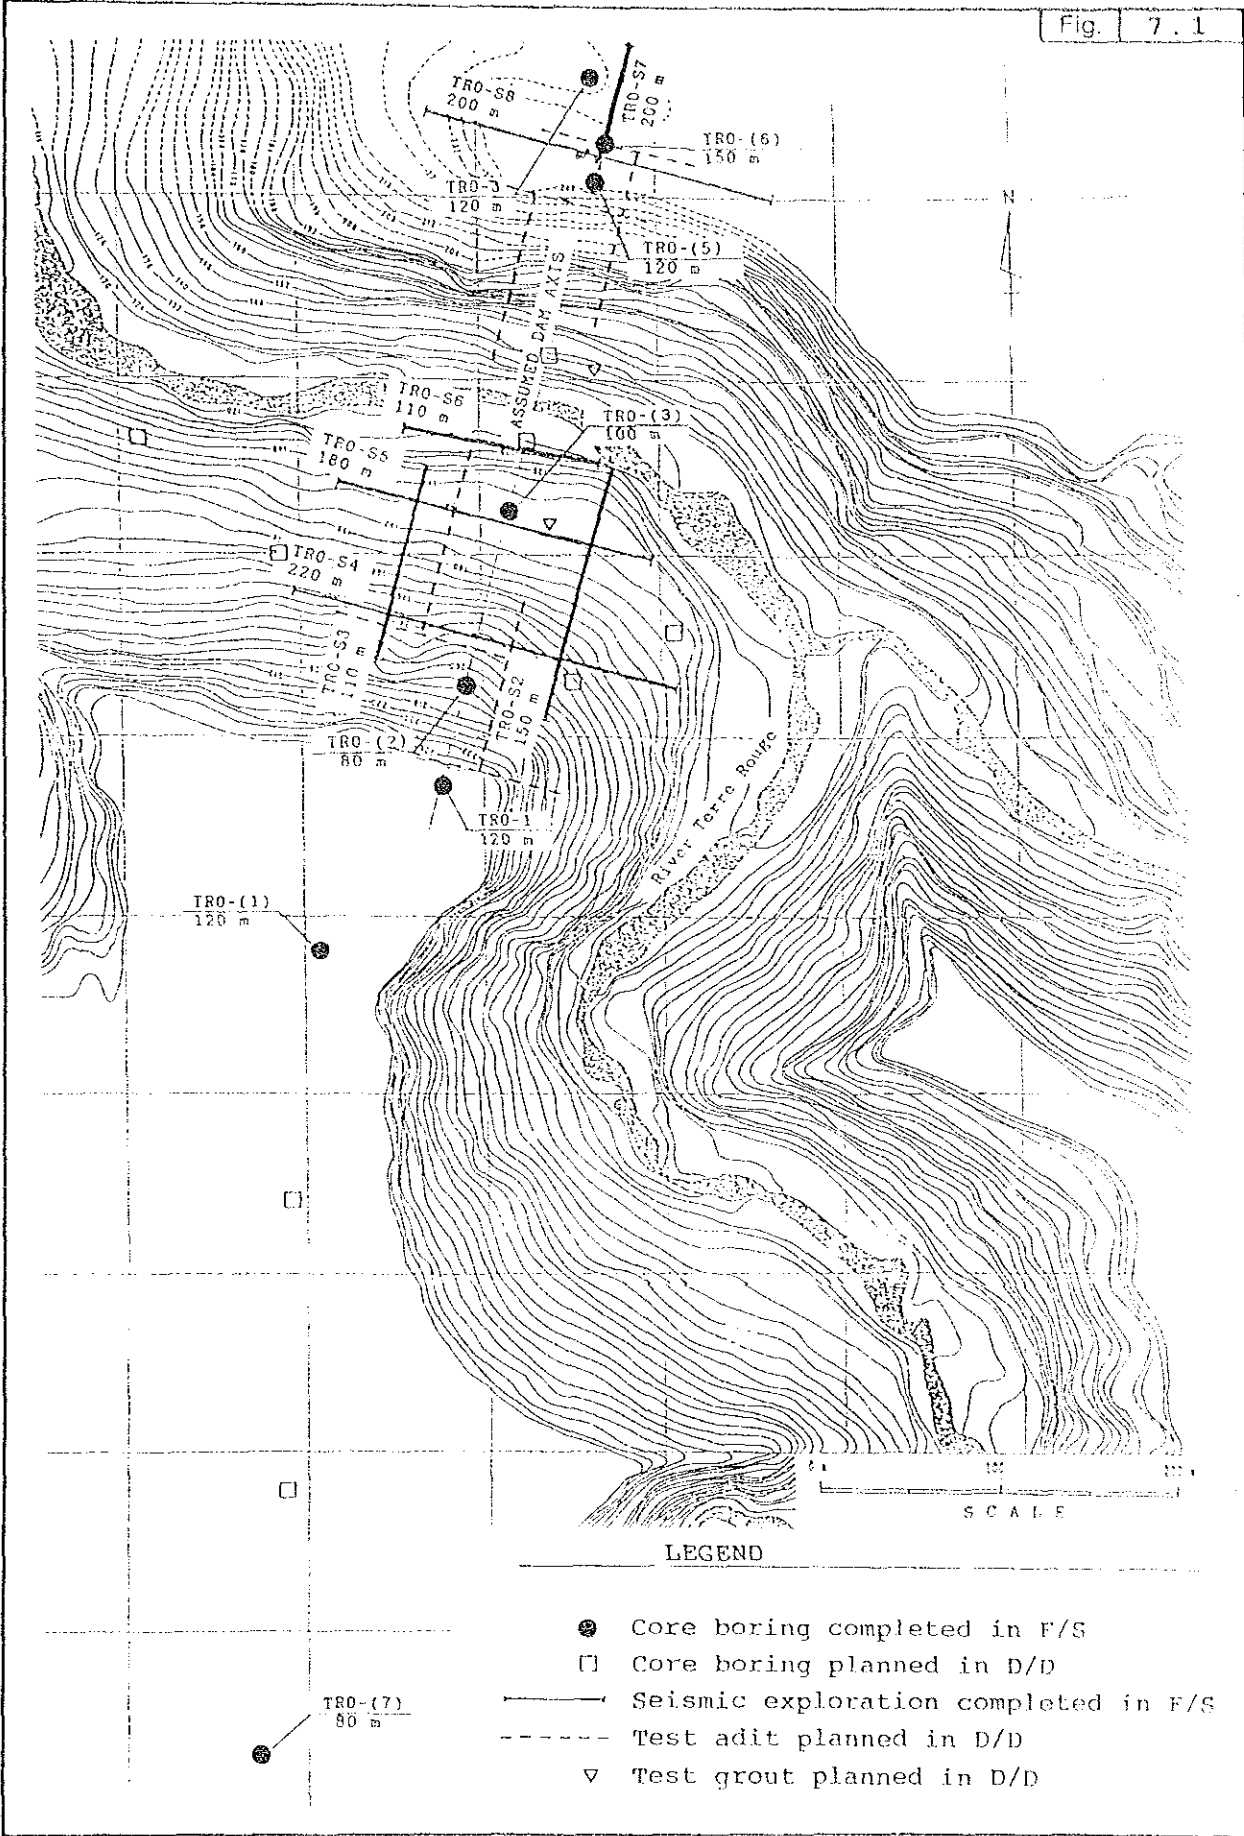 Fig. 7.1
TRO-S8
200 m
TRO-S7
200 m
TRO-(6)
150 m
TRO-3
120 m
N
TRO-(5)
120 m
ASSUMED DAM AXIS
TRO-S6
110 m
TRO-(3)
100 m
TRO-S5
180 m
TRO-S4
220 m
TRO-S3
110 m
TRO-S2
150 m
TRO-(2)
80 m
TRO-1
120 m
River Terre Rouge
TRO-(1)
120 m
SCALE
LEGEND
Core boring completed in F/S
Core boring planned in D/D
Seismic exploration completed in F/S
Test adit planned in D/D
Test grout planned in D/D
TRO-(7)
80 m